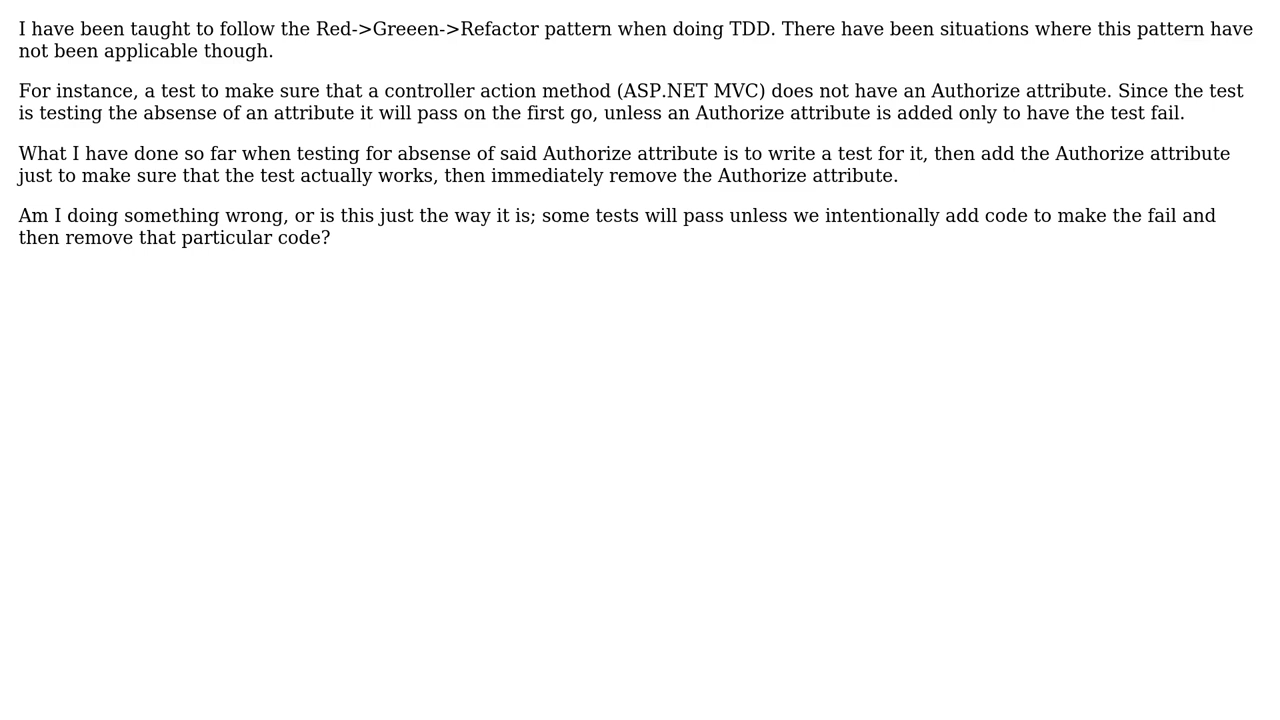 I have been taught to follow the Red->Greeen->Refactor pattern when doing TDD. There have been situations where this pattern have
not been applicable though.
For instance, a test to make sure that a controller action method (ASP.NET MVC) does not have an Authorize attribute. Since the test
is testing the absense of an attribute it will pass on the first go, unless an Authorize attribute is added only to have the test fail.
What I have done so far when testing for absense of said Authorize attribute is to write a test for it, then add the Authorize attribute
just to make sure that the test actually works, then immediately remove the Authorize attribute.
Am I doing something wrong, or is this just the way it is; some tests will pass unless we intentionally add code to make the fail and
then remove that particular code?